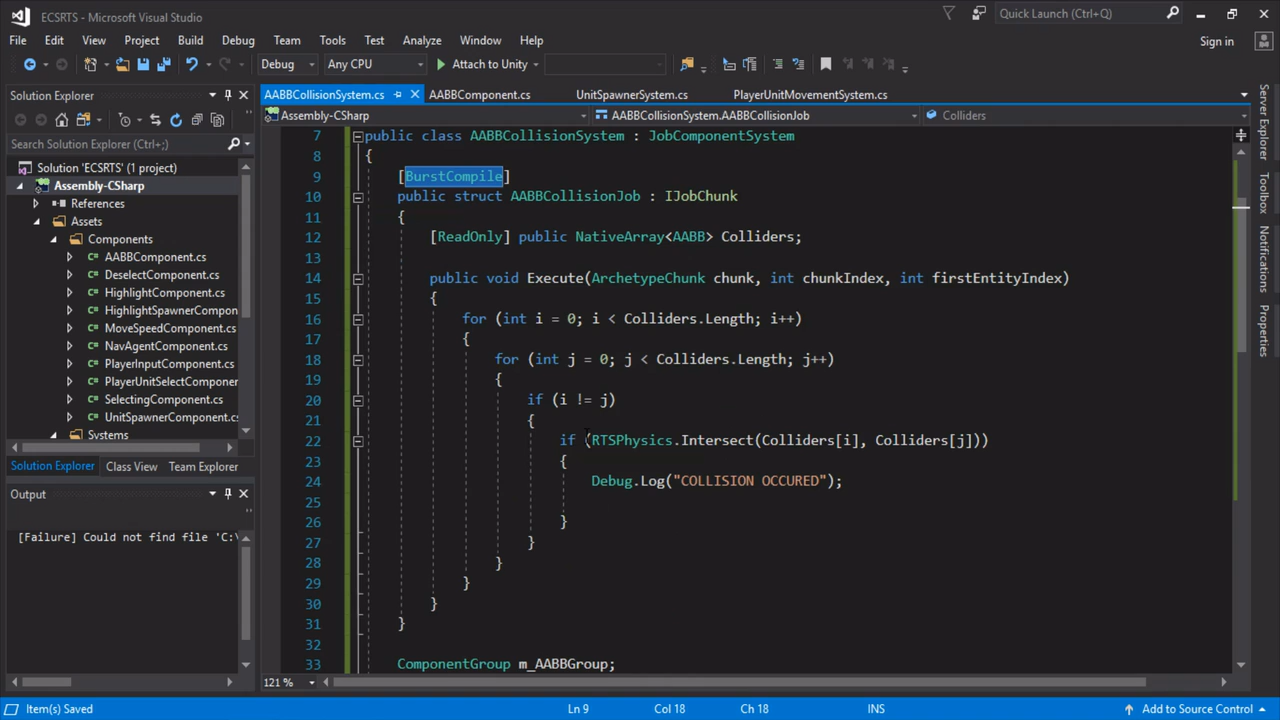 ECSRTS - Microsoft Visual Studio
Quick Launch (Ctrl+Q)
File Edit View Project Build Debug Team Tools Test Analyze Window Help
Sign in
Debug Any CPU Attach to Unity
Solution Explorer
Search Solution Explorer (Ctrl+;)
Solution 'ECSRTS' (1 project)
Assembly-CSharp
References
Assets
Components
C# AABBComponent.cs
C# DeselectComponent.cs
C# HighlightComponent.cs
C# HighlightSpawnerCompon
C# MoveSpeedComponent.cs
C# NavAgentComponent.cs
C# PlayerInputComponent.cs
C# PlayerUnitSelectComponen
C# SelectingComponent.cs
C# UnitSpawnerComponent.cs
Systems
Solution Explorer Class View Team Explorer
Output
[Failure] Could not find file 'C:\
AABBCollisionSystem.cs AABBComponent.cs UnitSpawnerSystem.cs PlayerUnitMovementSystem.cs
Assembly-CSharp AABBCollisionSystem.AABBCollisionJob Colliders
7 public class AABBCollisionSystem : JobComponentSystem
8 {
9 [BurstCompile]
10 public struct AABBCollisionJob : IJobChunk
11 {
12 [ReadOnly] public NativeArray<AABB> Colliders;
13
14 public void Execute(ArchetypeChunk chunk, int chunkIndex, int firstEntityIndex)
15 {
16 for (int i = 0; i < Colliders.Length; i++)
17 {
18 for (int j = 0; j < Colliders.Length; j++)
19 {
20 if (i != j)
21 {
22 if (RTSPhysics.Intersect(Colliders[i], Colliders[j]))
23 {
24 Debug.Log("COLLISION OCCURED");
25
26 }
27 }
28 }
29 }
30 }
31 }
32
33 ComponentGroup m_AABBGroup;
121 %
Server Explorer
Toolbox
Notifications
Properties
Item(s) Saved Ln 9 Col 18 Ch 18 INS Add to Source Control